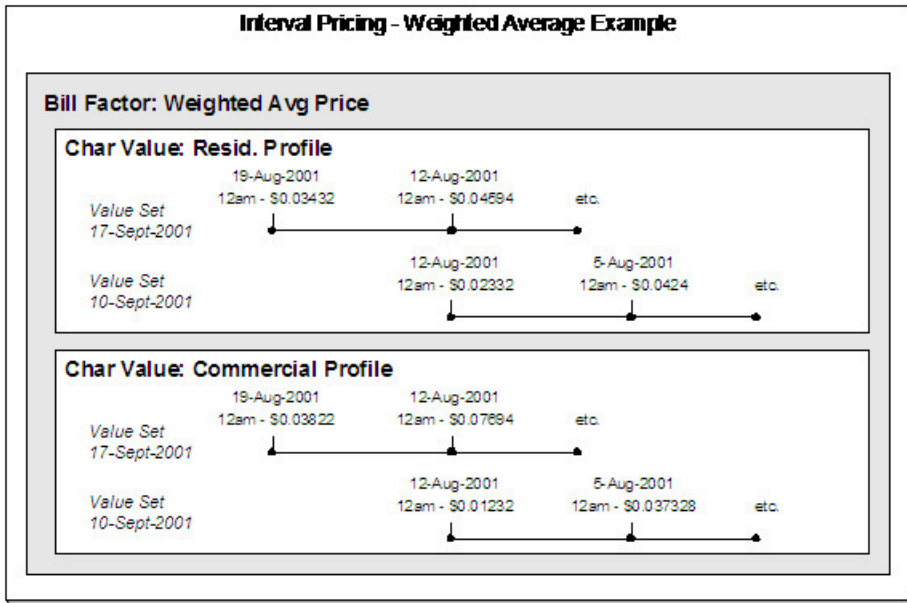 Interval Pricing - Weighted Average Example
Bill Factor: Weighted Avg Price
Char Value: Resid. Profile
19-Aug-2001 12-Aug-2001
12am - $0.03432 12am - $0.04594 etc.
Value Set
17-Sept-2001
12-Aug-2001 5-Aug-2001
12am - $0.02332 12am - $0.0424 etc.
Value Set
10-Sept-2001
Char Value: Commercial Profile
19-Aug-2001 12-Aug-2001
12am - $0.03822 12am - $0.07694 etc.
Value Set
17-Sept-2001
12-Aug-2001 5-Aug-2001
12am - $0.01232 12am - $0.037328 etc.
Value Set
10-Sept-2001